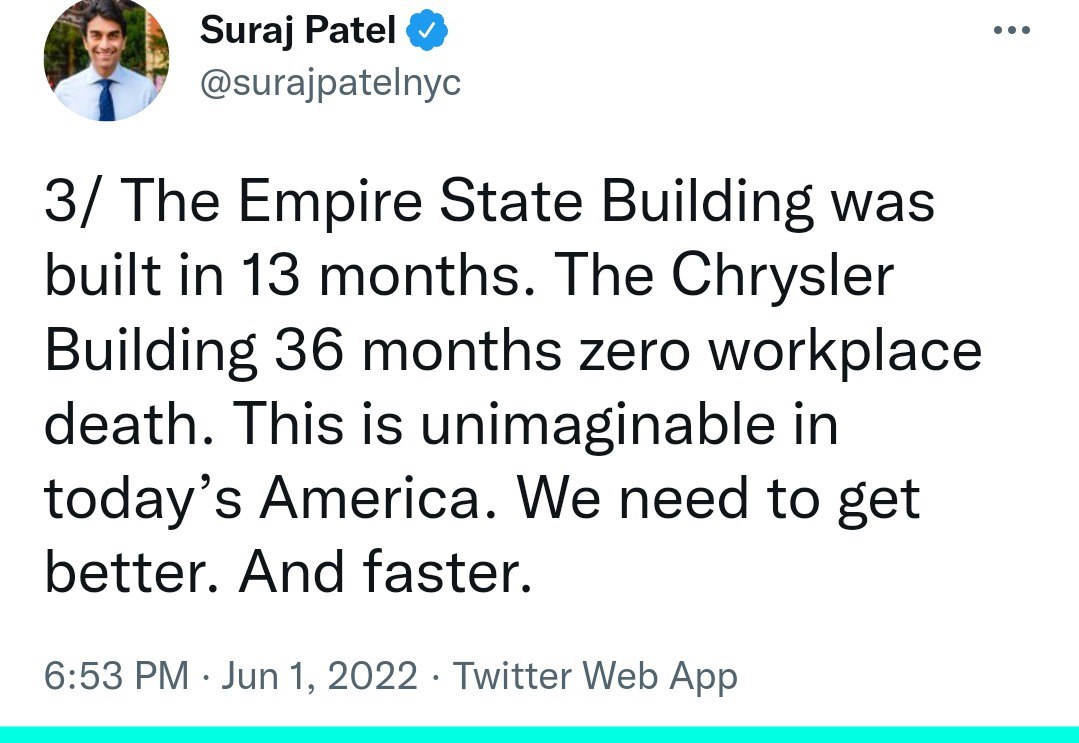 Suraj Patel
@surajpatelnyc
3/ The Empire State Building was
built in 13 months. The Chrysler
Building 36 months zero workplace
death. This is unimaginable in
today’s America. We need to get
better. And faster.
6:53 PM · Jun 1, 2022 · Twitter Web App